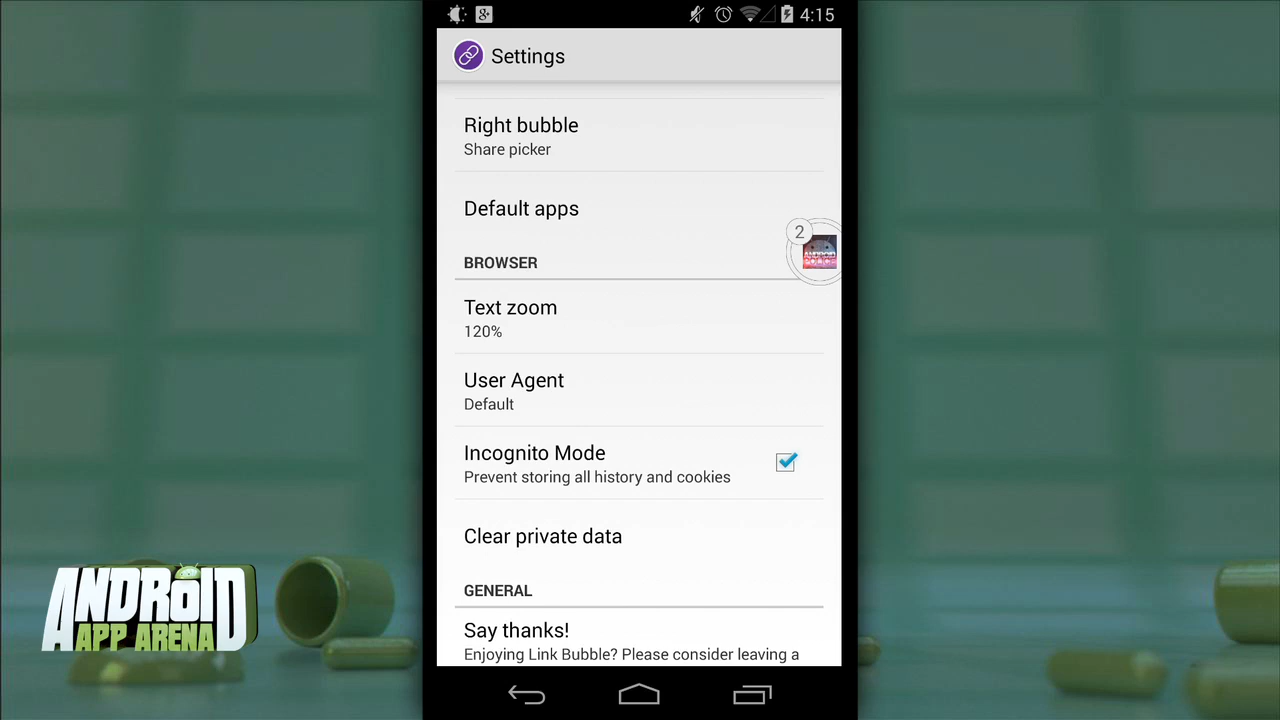 4:15
Settings
Right bubble
Share picker
Default apps
2
ANDROID
POLICE
BROWSER
Text zoom
120%
User Agent
Default
Incognito Mode
Prevent storing all history and cookies
Clear private data
GENERAL
Say thanks!
Enjoying Link Bubble? Please consider leaving a
ANDROID
APP ARENA